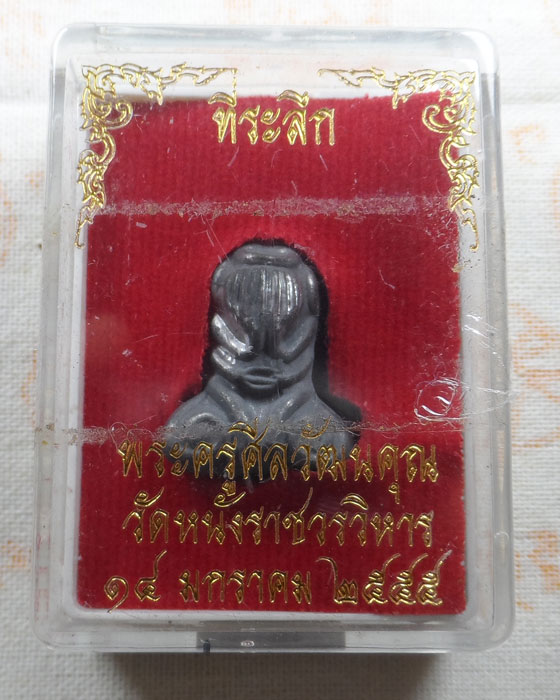 ที่ระลึก
พระครูศีลวัฒนคุณ
วัดหนังราชวรวิหาร
๑๔ มกราคม ๒๕๕๕